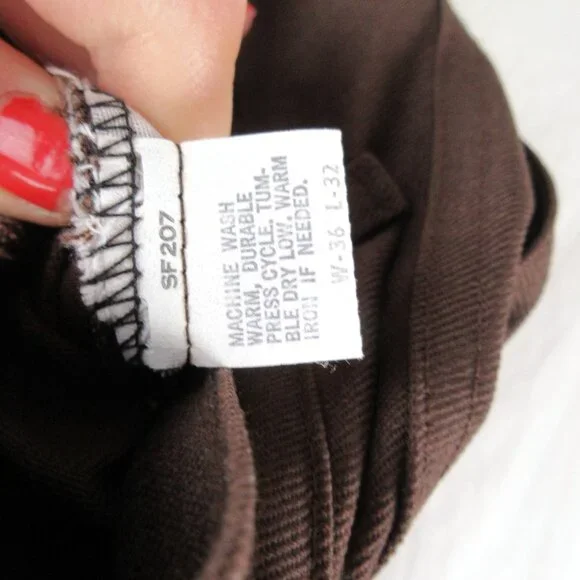 SF207
MACHINE WASH
WARM, DURABLE
PRESS CYCLE. TUM-
BLE DRY LOW. WARM
IRON IF NEEDED.
W-36 L-32